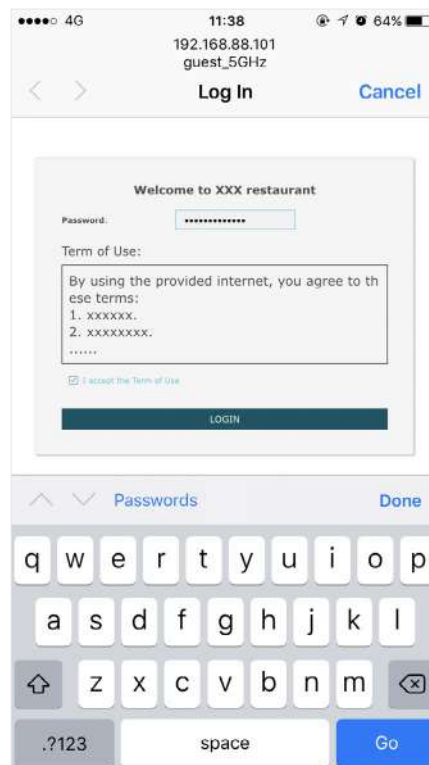 4G 11:38 64%
192.168.88.101
guest_5GHz
Log In Cancel
Welcome to XXX restaurant
Password:
Term of Use:
By using the provided internet, you agree to th
ese terms:
1. xxxxxx.
2. xxxxxxxx.
......
I accept the Term of Use
LOGIN
Passwords Done
q w e r t y u i o p
a s d f g h j k l
z x c v b n m
.?123 space Go